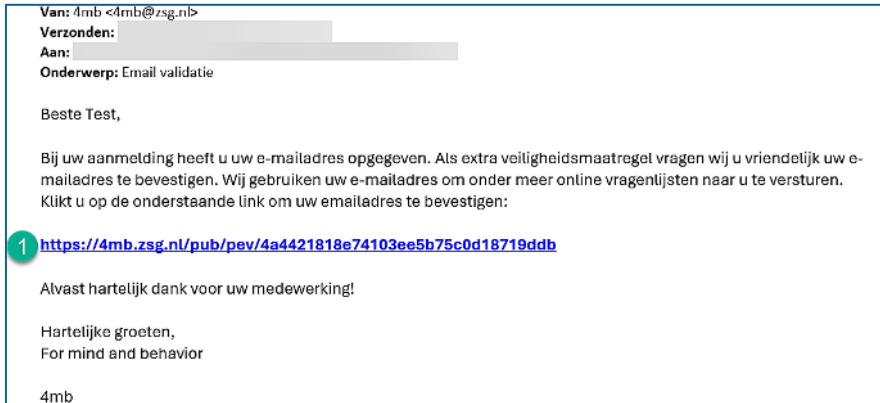 Van: 4mb <4mb@zsg.nl>
Verzonden:
Aan:
Onderwerp: Email validatie
Beste Test,
Bij uw aanmelding heeft u uw e-mailadres opgegeven. Als extra veiligheidsmaatregel vragen wij u vriendelijk uw e-
mailadres te bevestigen. Wij gebruiken uw e-mailadres om onder meer online vragenlijsten naar u te versturen.
Klikt u op de onderstaande link om uw emailadres te bevestigen:
1 https://4mb.zsg.nl/pub/pev/4a4421818e74103ee5b75c0d18719ddb
Alvast hartelijk dank voor uw medewerking!
Hartelijke groeten,
For mind and behavior
4mb